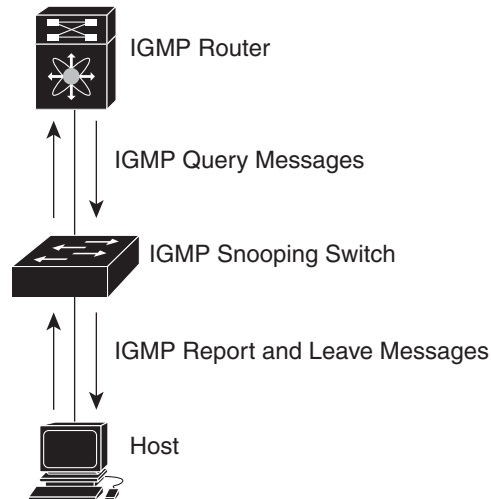 IGMP Router
IGMP Query Messages
IGMP Snooping Switch
IGMP Report and Leave Messages
Host